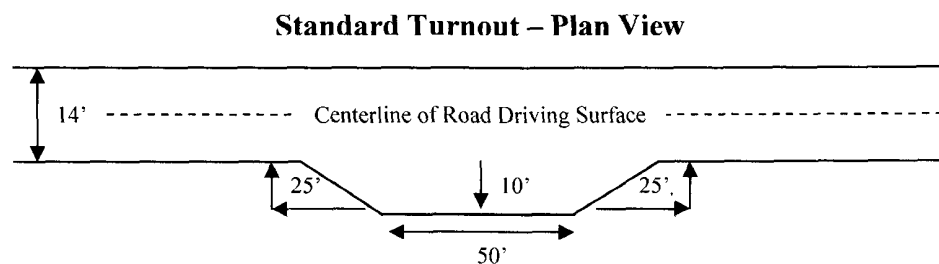 Standard Turnout – Plan View
14’
Centerline of Road Driving Surface
25’
10’
25’
50’